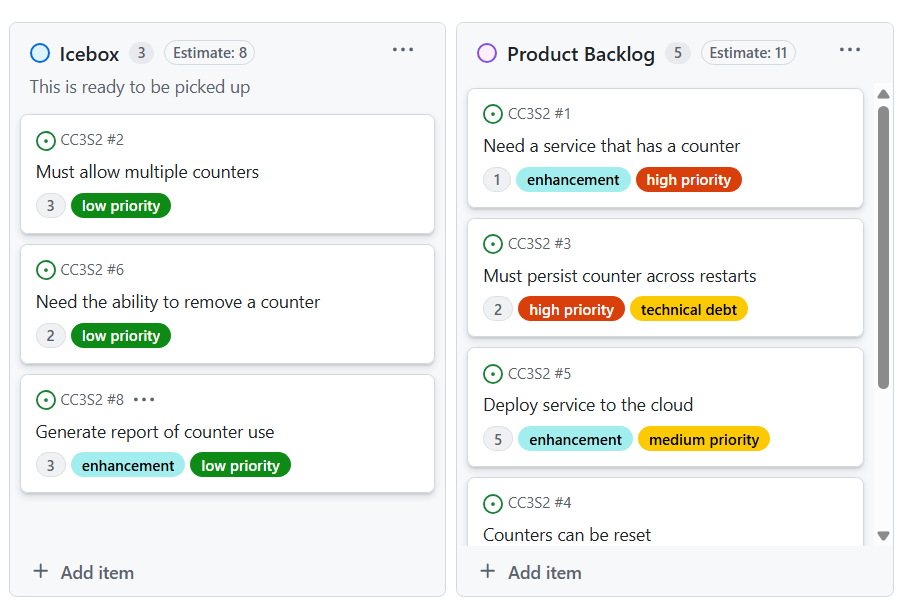 Icebox 3 Estimate: 8
This is ready to be picked up
CC3S2 #2
Must allow multiple counters
3 low priority
CC3S2 #6
Need the ability to remove a counter
2 low priority
CC3S2 #8
Generate report of counter use
3 enhancement low priority
+ Add item
Product Backlog 5 Estimate: 11
CC3S2 #1
Need a service that has a counter
1 enhancement high priority
CC3S2 #3
Must persist counter across restarts
2 high priority technical debt
CC3S2 #5
Deploy service to the cloud
5 enhancement medium priority
CC3S2 #4
Counters can be reset
+ Add item